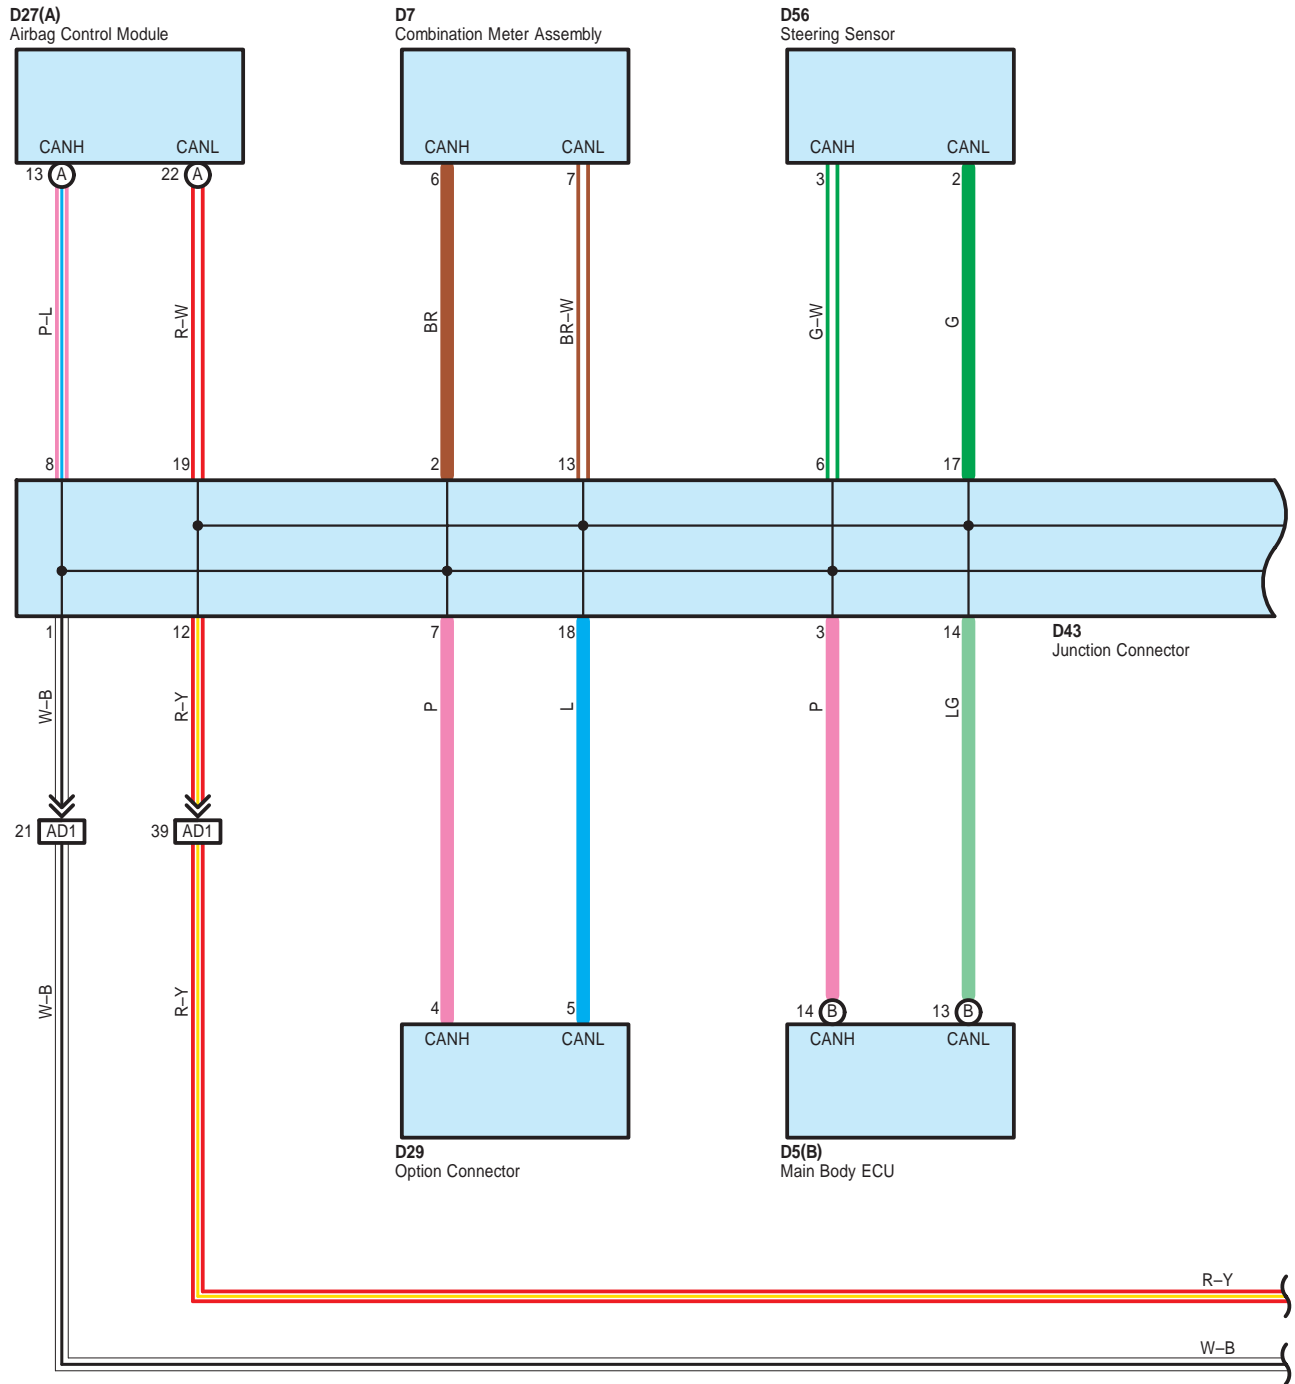 D27(A)
Airbag Control Module
D7
Combination Meter Assembly
D56
Steering Sensor
CANH CANL
CANH CANL
CANH CANL
13 A 22 A
6 7
3 2
P–L
R–W
BR
BR–W
G–W
G
8 19 2 13 6 17
1 12 7 18 3 14
D43
Junction Connector
W–B
R–Y
P
L
P
LG
21 AD1 39 AD1
W–B
R–Y
4 5
14 B 13 B
CANH CANL
CANH CANL
D29
Option Connector
D5(B)
Main Body ECU
R–Y
W–B